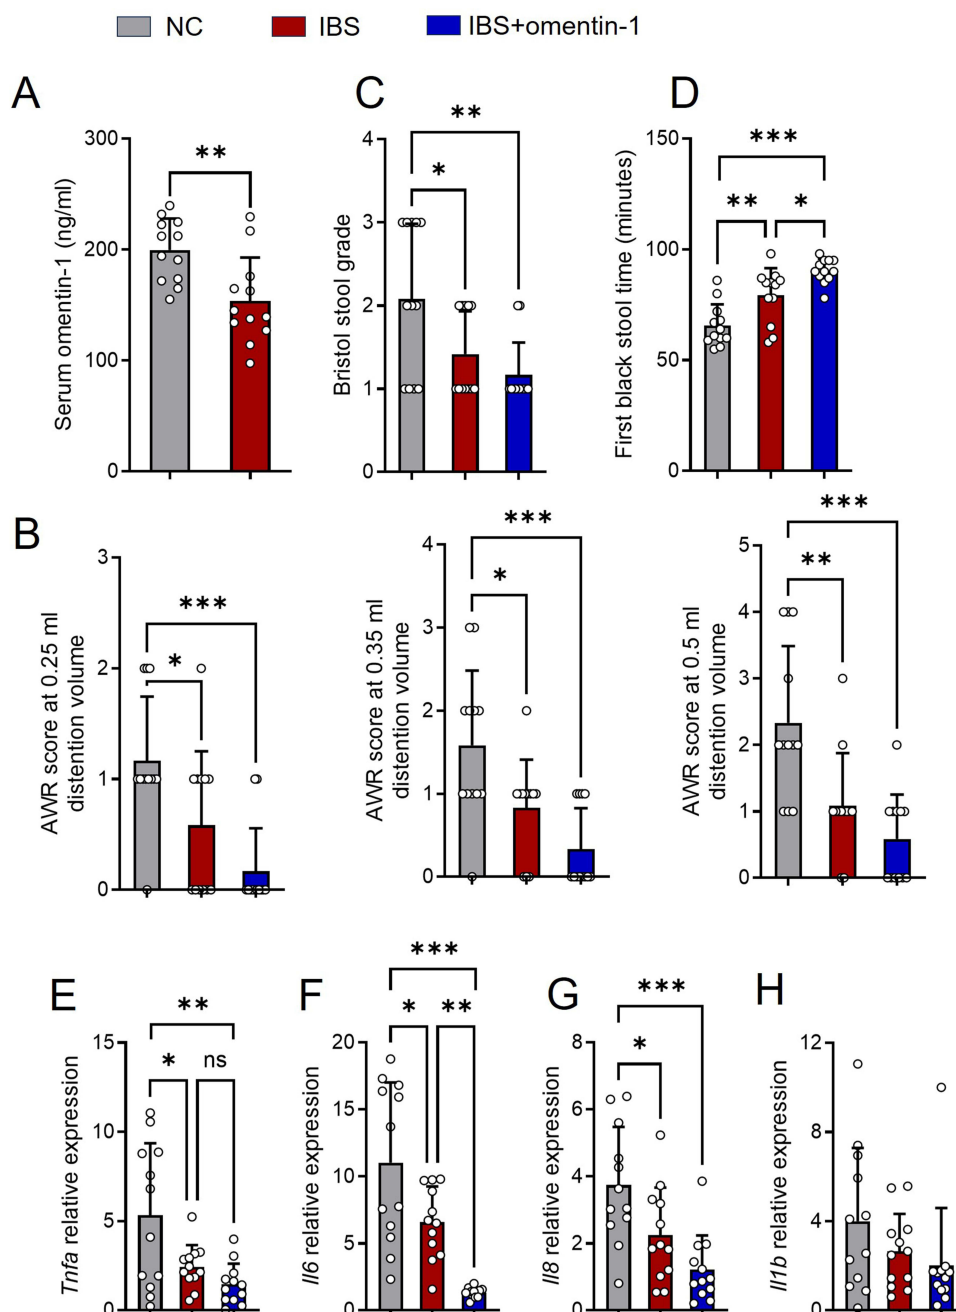 NC IBS IBS+omentin-1
A
Serum omentin-1 (ng/ml)
300
200
100
0
**
C
Bristol stool grade
4
3
2
1
0
**
*
D
First black stool time (minutes)
150
100
50
0
***
** *
B
AWR score at 0.25 ml
distention volume
3
2
1
0
***
*
AWR score at 0.35 ml
distention volume
4
3
2
1
0
***
*
AWR score at 0.5 ml
distention volume
5
4
3
2
1
0
***
**
E
Tnfa relative expression
15
10
5
0
**
* ns
F
Il6 relative expression
20
15
10
5
0
***
* **
G
Il8 relative expression
8
6
4
2
0
***
*
H
Il1b relative expression
12
8
4
0